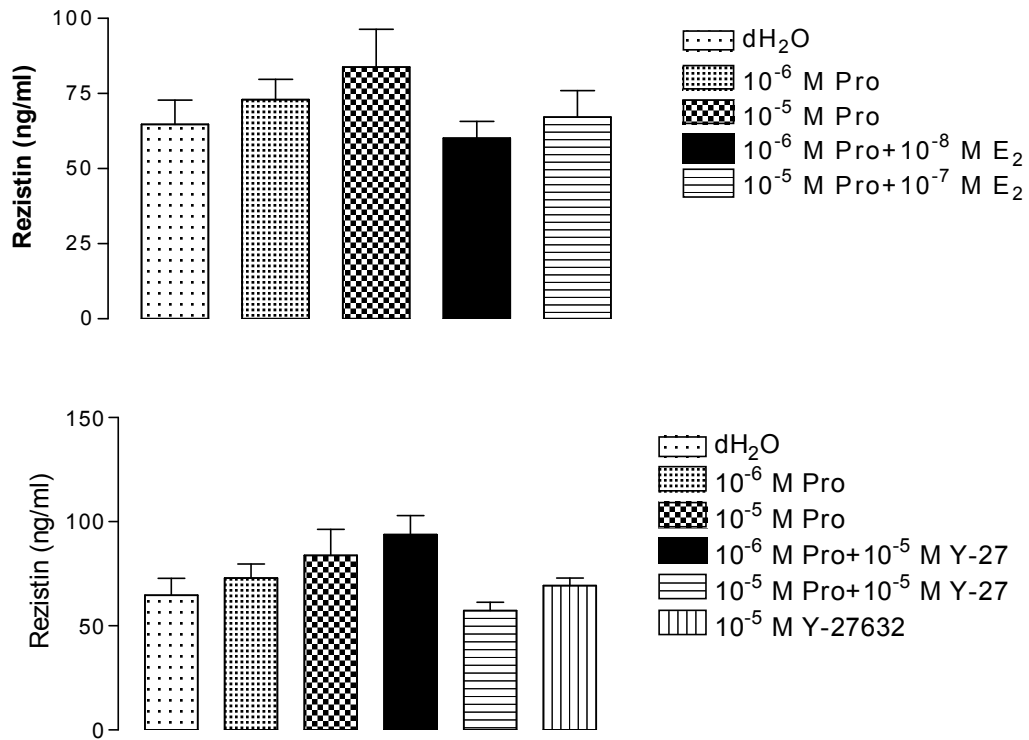 100
75
50
25
0
Rezistin (ng/ml)
dH₂O
10⁻⁶ M Pro
10⁻⁵ M Pro
10⁻⁶ M Pro+10⁻⁸ M E₂
10⁻⁵ M Pro+10⁻⁷ M E₂
150
100
50
0
Rezistin (ng/ml)
dH₂O
10⁻⁶ M Pro
10⁻⁵ M Pro
10⁻⁶ M Pro+10⁻⁵ M Y-27
10⁻⁵ M Pro+10⁻⁵ M Y-27
10⁻⁵ M Y-27632